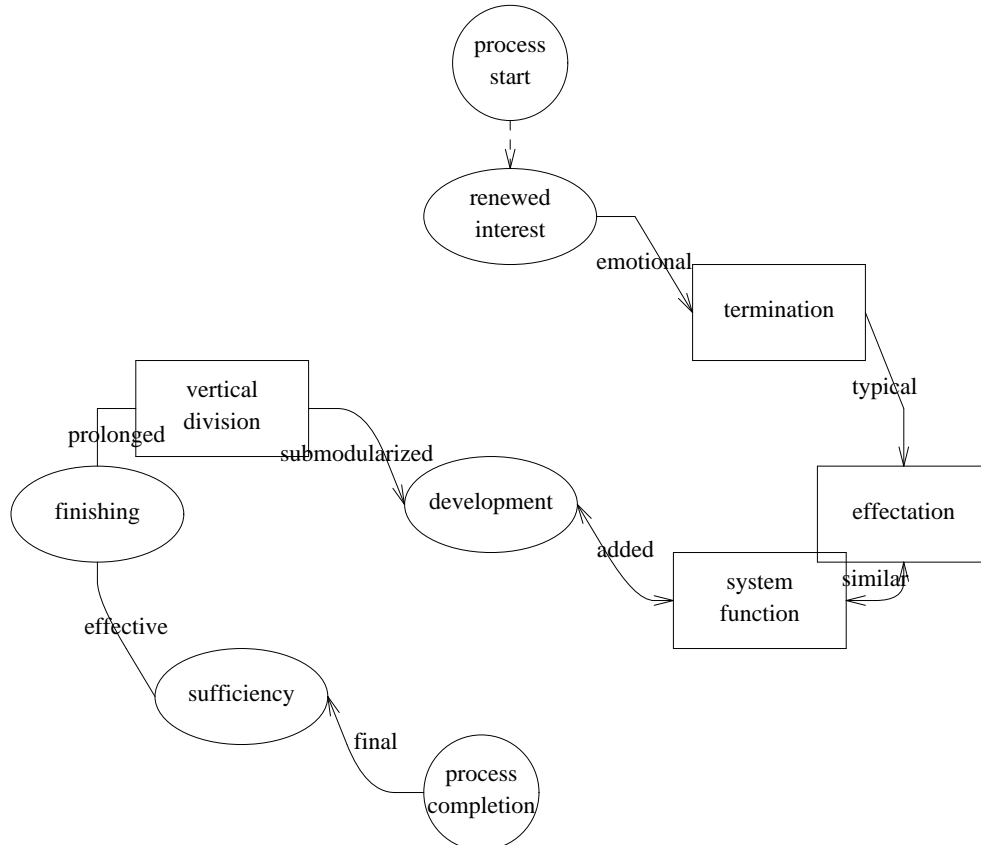 process
start
renewed
interest
emotional
termination
typical
vertical
division
prolonged
submodularized
finishing
development
effectation
added
system
function
similar
effective
sufficiency
final
process
completion